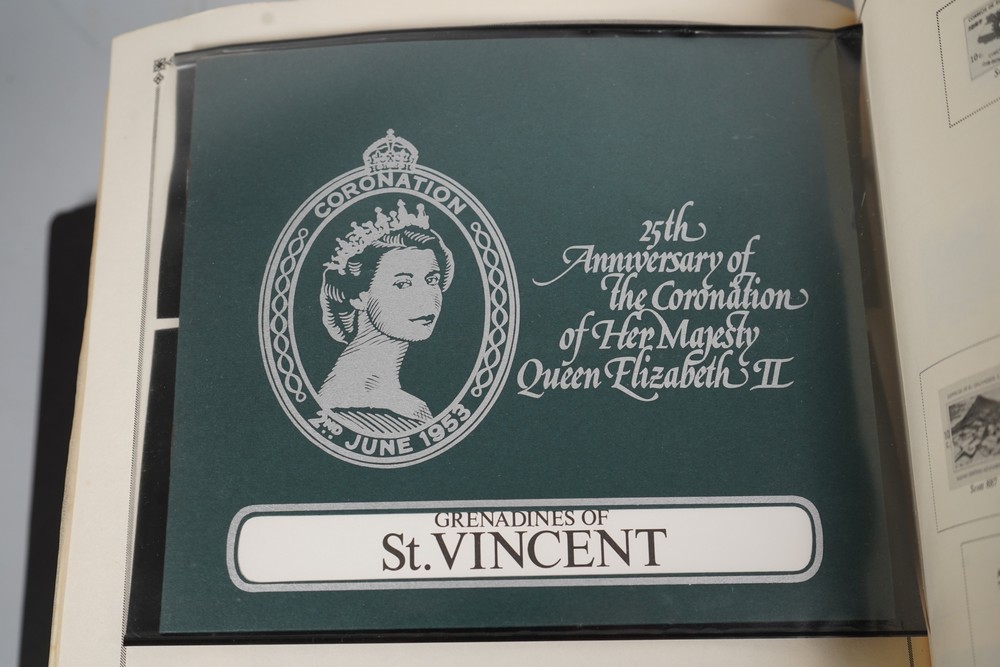 CORONATION
2ND JUNE 1953
25th
Anniversary of
the Coronation
of Her Majesty
Queen Elizabeth II
GRENADINES OF
St. VINCENT